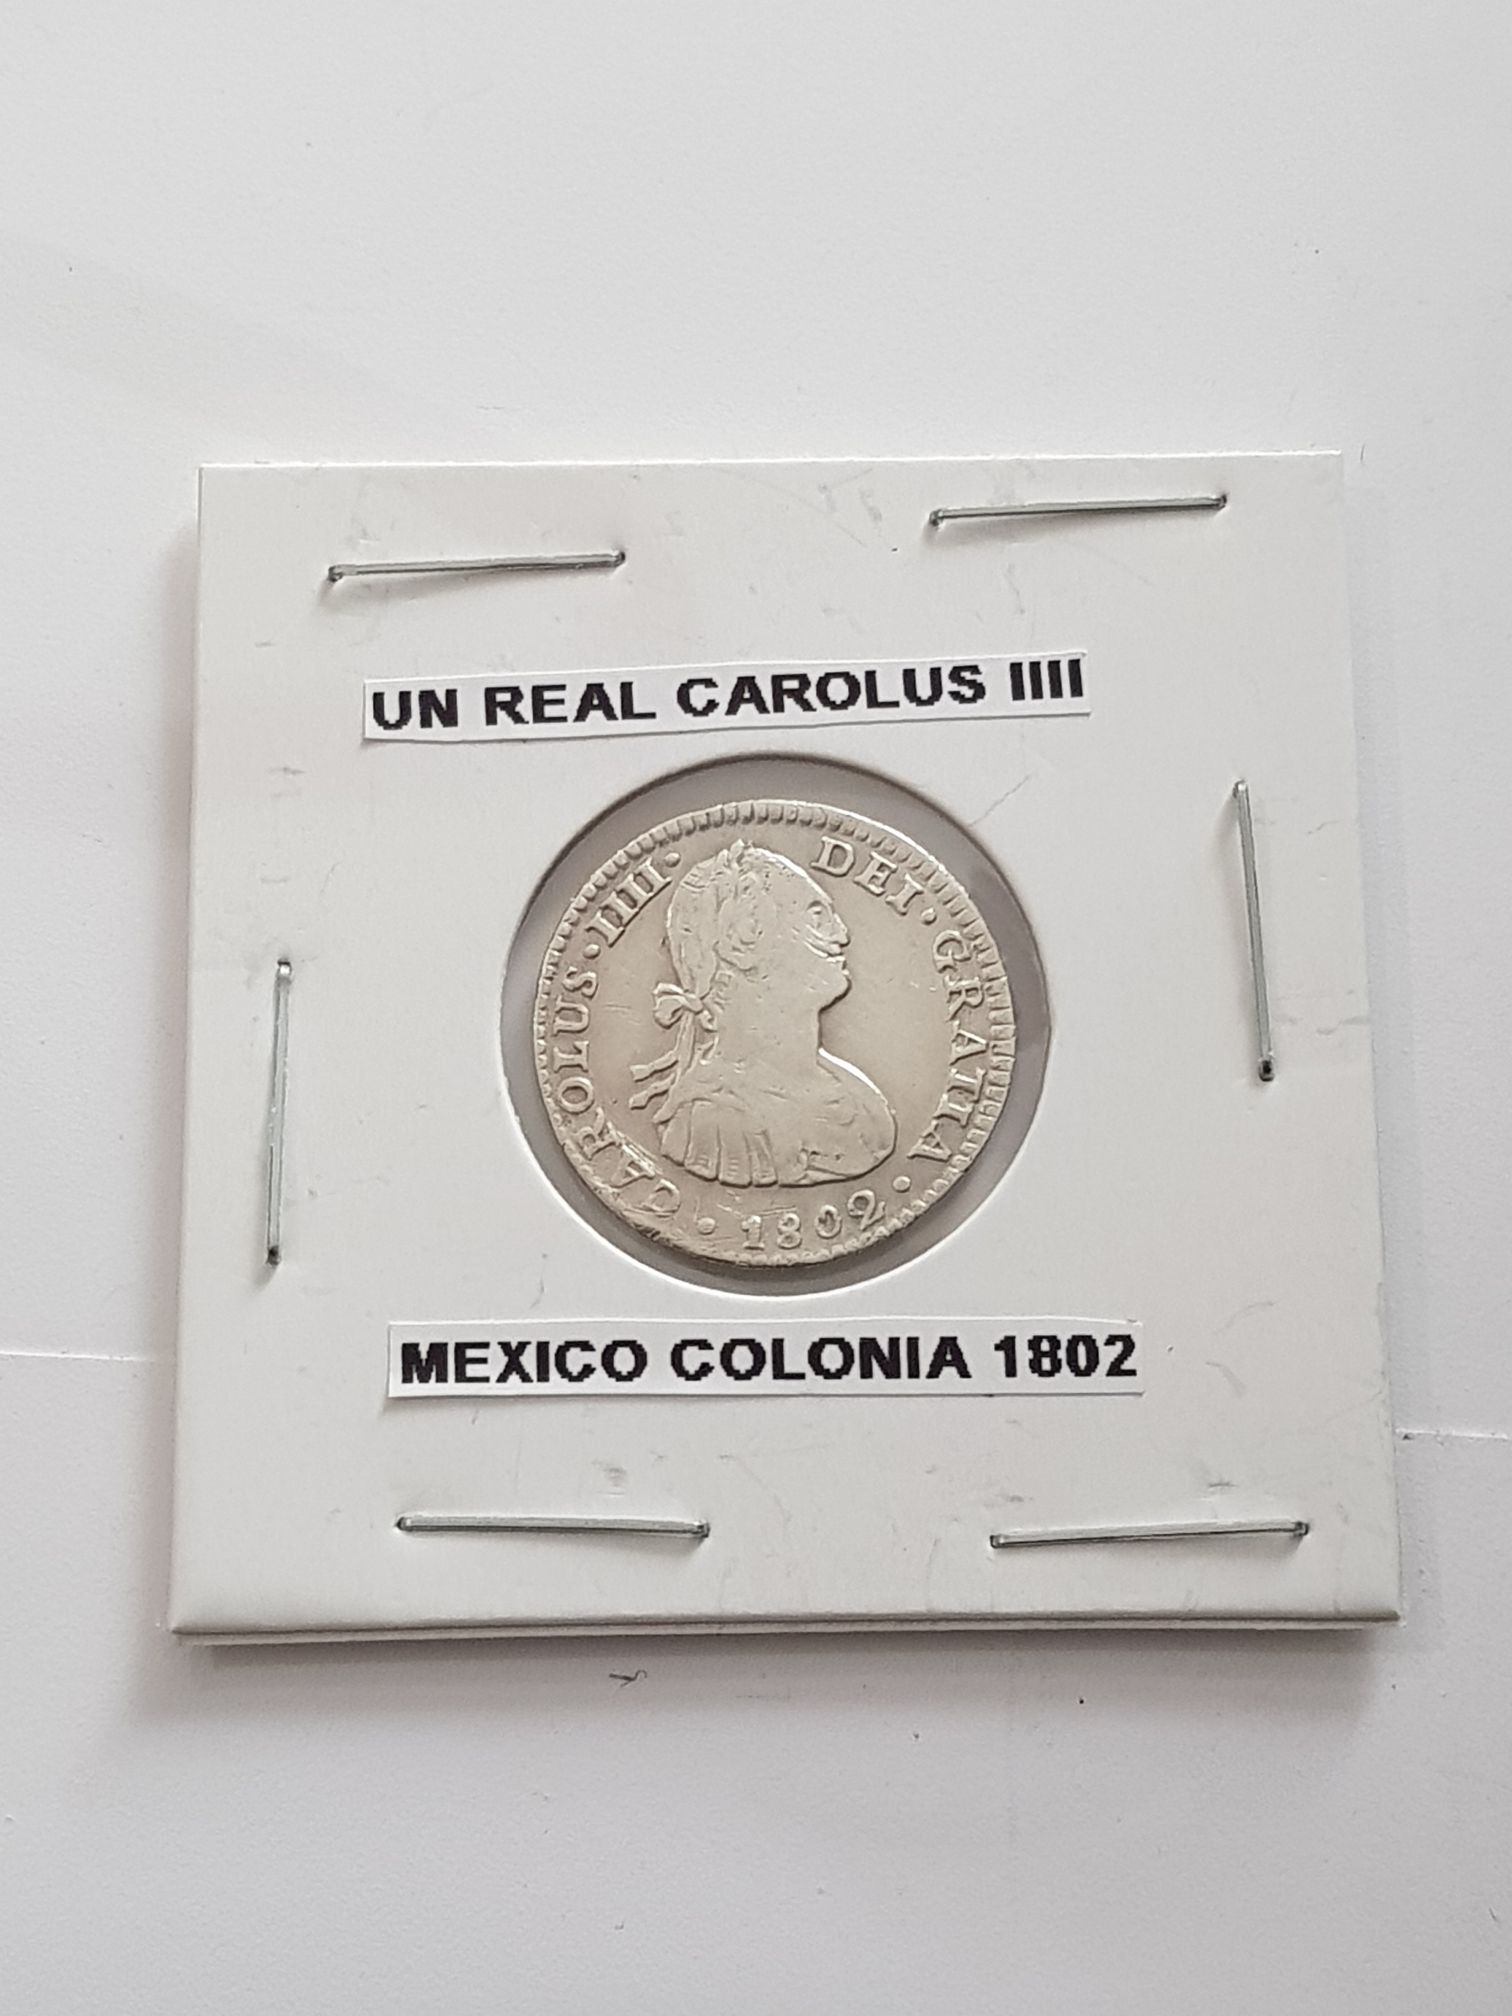 UN REAL CAROLUS IIII
CAROLUS · IIII · DEI · GRATIA ·
· 1802 ·
MEXICO COLONIA 1802